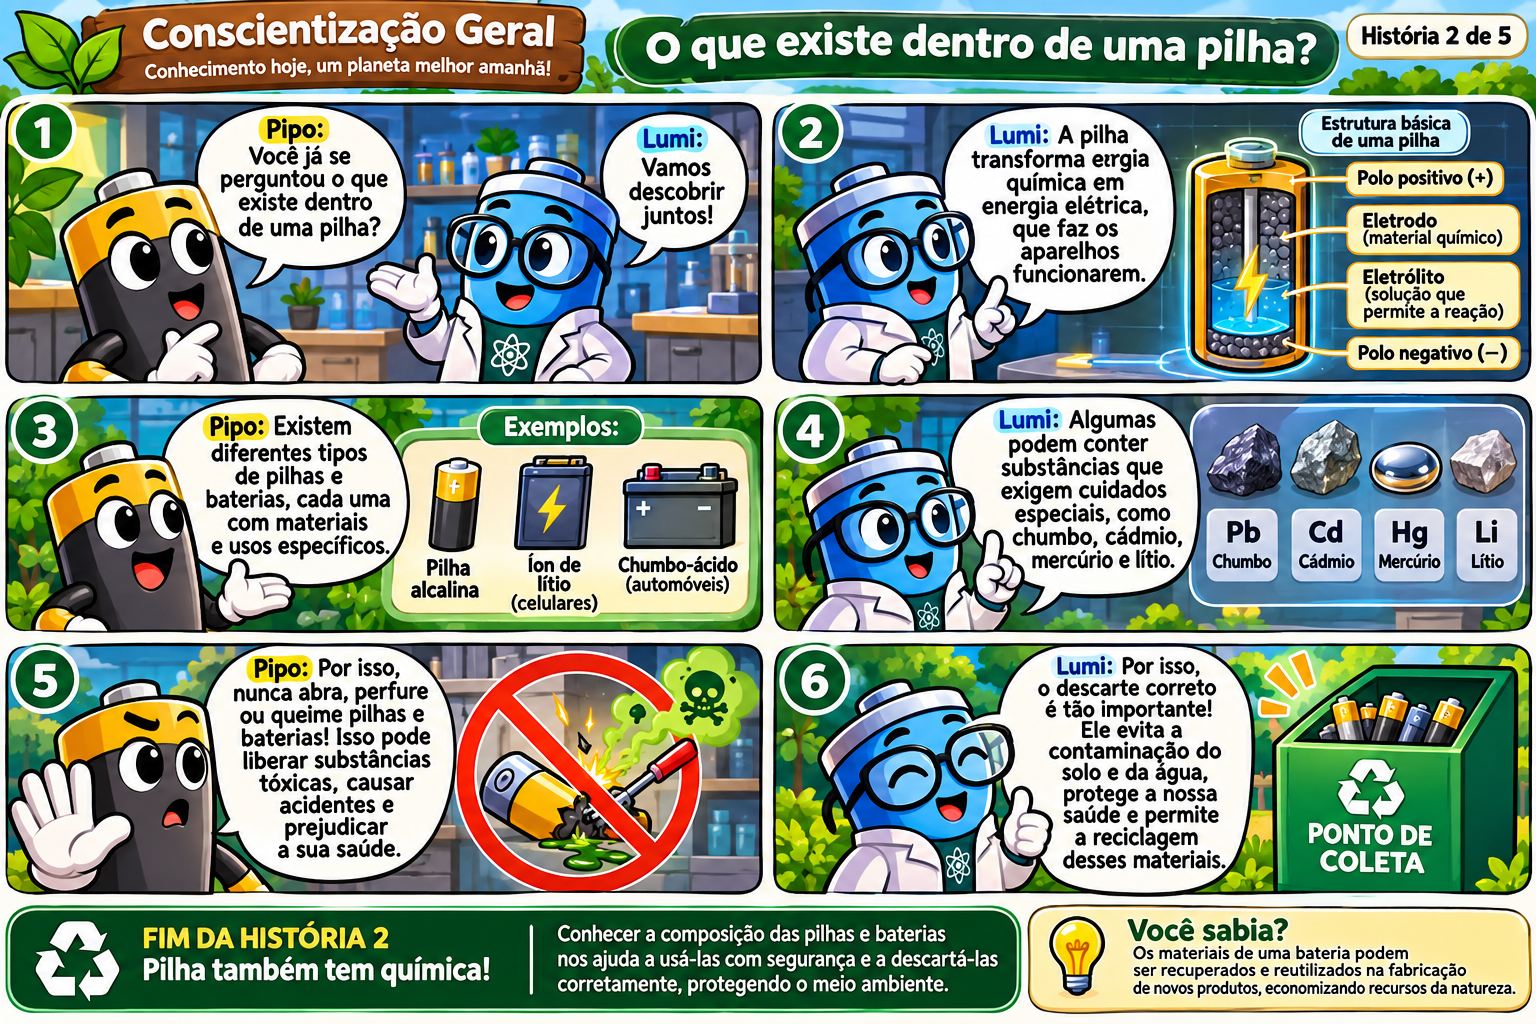 Conscientização Geral
Conhecimento hoje, um planeta melhor amanhã!
O que existe dentro de uma pilha?
História 2 de 5
1
Pipo:
Você já se
perguntou o que
existe dentro
de uma pilha?
Lumi:
Vamos
descobrir
juntos!
2
Lumi: A pilha
transforma errgia
química em
energia elétrica,
que faz os
aparelhos
funcionarem.
Estrutura básica
de uma pilha
Polo positivo (+)
Eletrodo
(material químico)
Eletrólito
(solução que
permite a reação)
Polo negativo (−)
3
Pipo: Existem
diferentes tipos
de pilhas e
baterias, cada uma
com materiais
e usos específicos.
Exemplos:
+
+ −
Pilha
alcalina
Íon de
lítio
(celulares)
Chumbo-ácido
(automóveis)
4
Lumi: Algumas
podem conter
substâncias que
exigem cuidados
especiais, como
chumbo, cádmio,
mercúrio e lítio.
Pb
Chumbo
Cd
Cádmio
Hg
Mercúrio
Li
Lítio
5
Pipo: Por isso,
nunca abra, perfure
ou queime pilhas e
baterias! Isso pode
liberar substâncias
tóxicas, causar
acidentes e
prejudicar
a sua saúde.
6
Lumi: Por isso,
o descarte correto
é tão importante!
Ele evita a
contaminação do
solo e da água,
protege a nossa
saúde e permite
a reciclagem
desses materiais.
PONTO DE
COLETA
FIM DA HISTÓRIA 2
Pilha também tem química!
Conhecer a composição das pilhas e baterias
nos ajuda a usá-las com segurança e a descartá-las
corretamente, protegendo o meio ambiente.
Você sabia?
Os materiais de uma bateria podem
ser recuperados e reutilizados na fabricação
de novos produtos, economizando recursos da natureza.